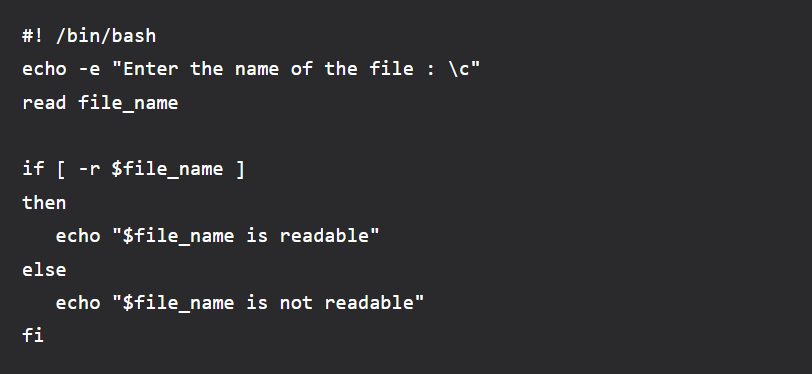 #! /bin/bash
echo -e "Enter the name of the file : \c"
read file_name
if [ -r $file_name ]
then
   echo "$file_name is readable"
else
   echo "$file_name is not readable"
fi